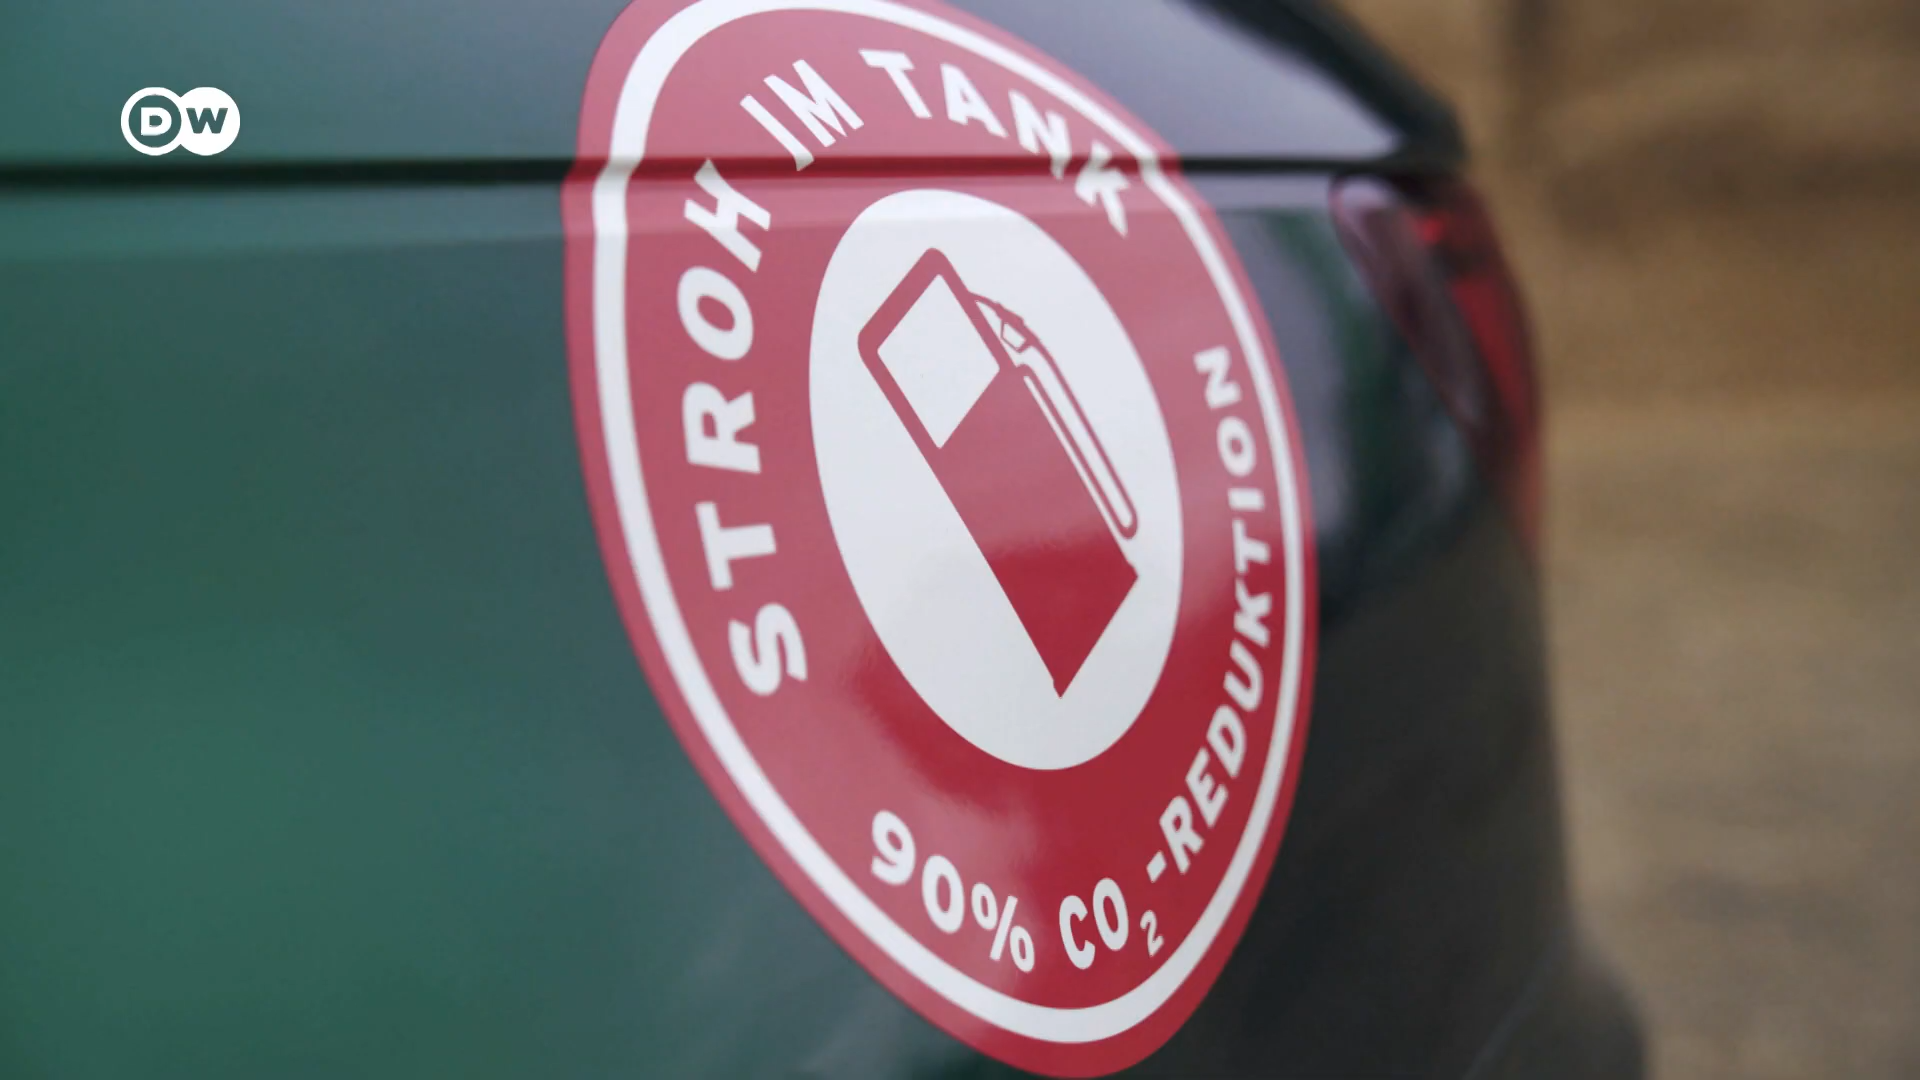 DW
STROH IM TANK
90% CO₂-REDUKTION